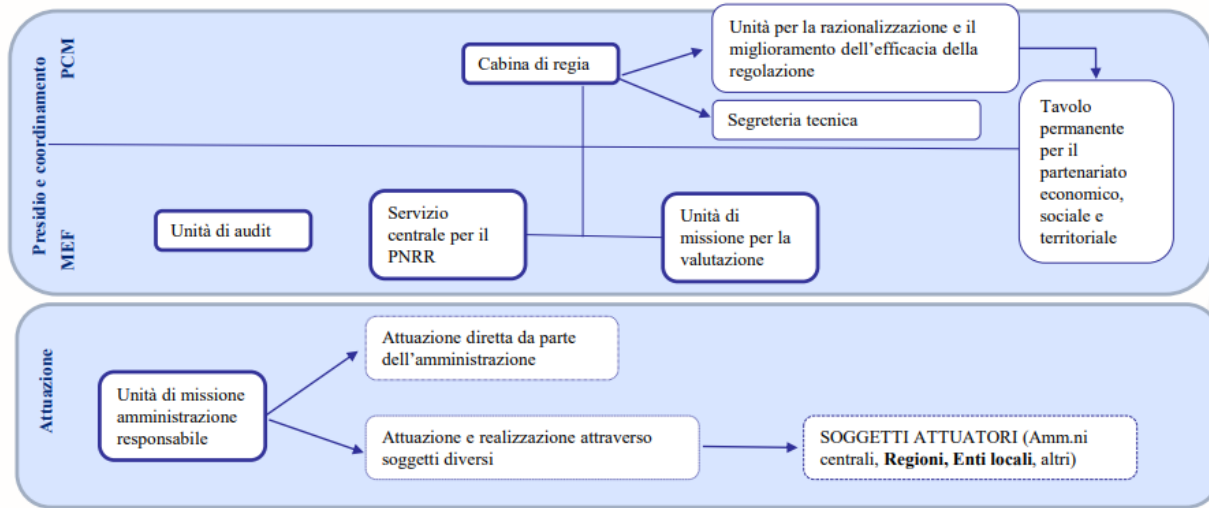 Presidio e coordinamento
PCM
MEF
Cabina di regia
Unità per la razionalizzazione e il
miglioramento dell'efficacia della
regolazione
Segreteria tecnica
Tavolo
permanente
per il
partenariato
economico,
sociale e
territoriale
Unità di audit
Servizio
centrale per il
PNRR
Unità di
missione per la
valutazione
Attuazione
Unità di missione
amministrazione
responsabile
Attuazione diretta da parte
dell'amministrazione
Attuazione e realizzazione attraverso
soggetti diversi
SOGGETTI ATTUATORI (Amm.ni
centrali, Regioni, Enti locali, altri)